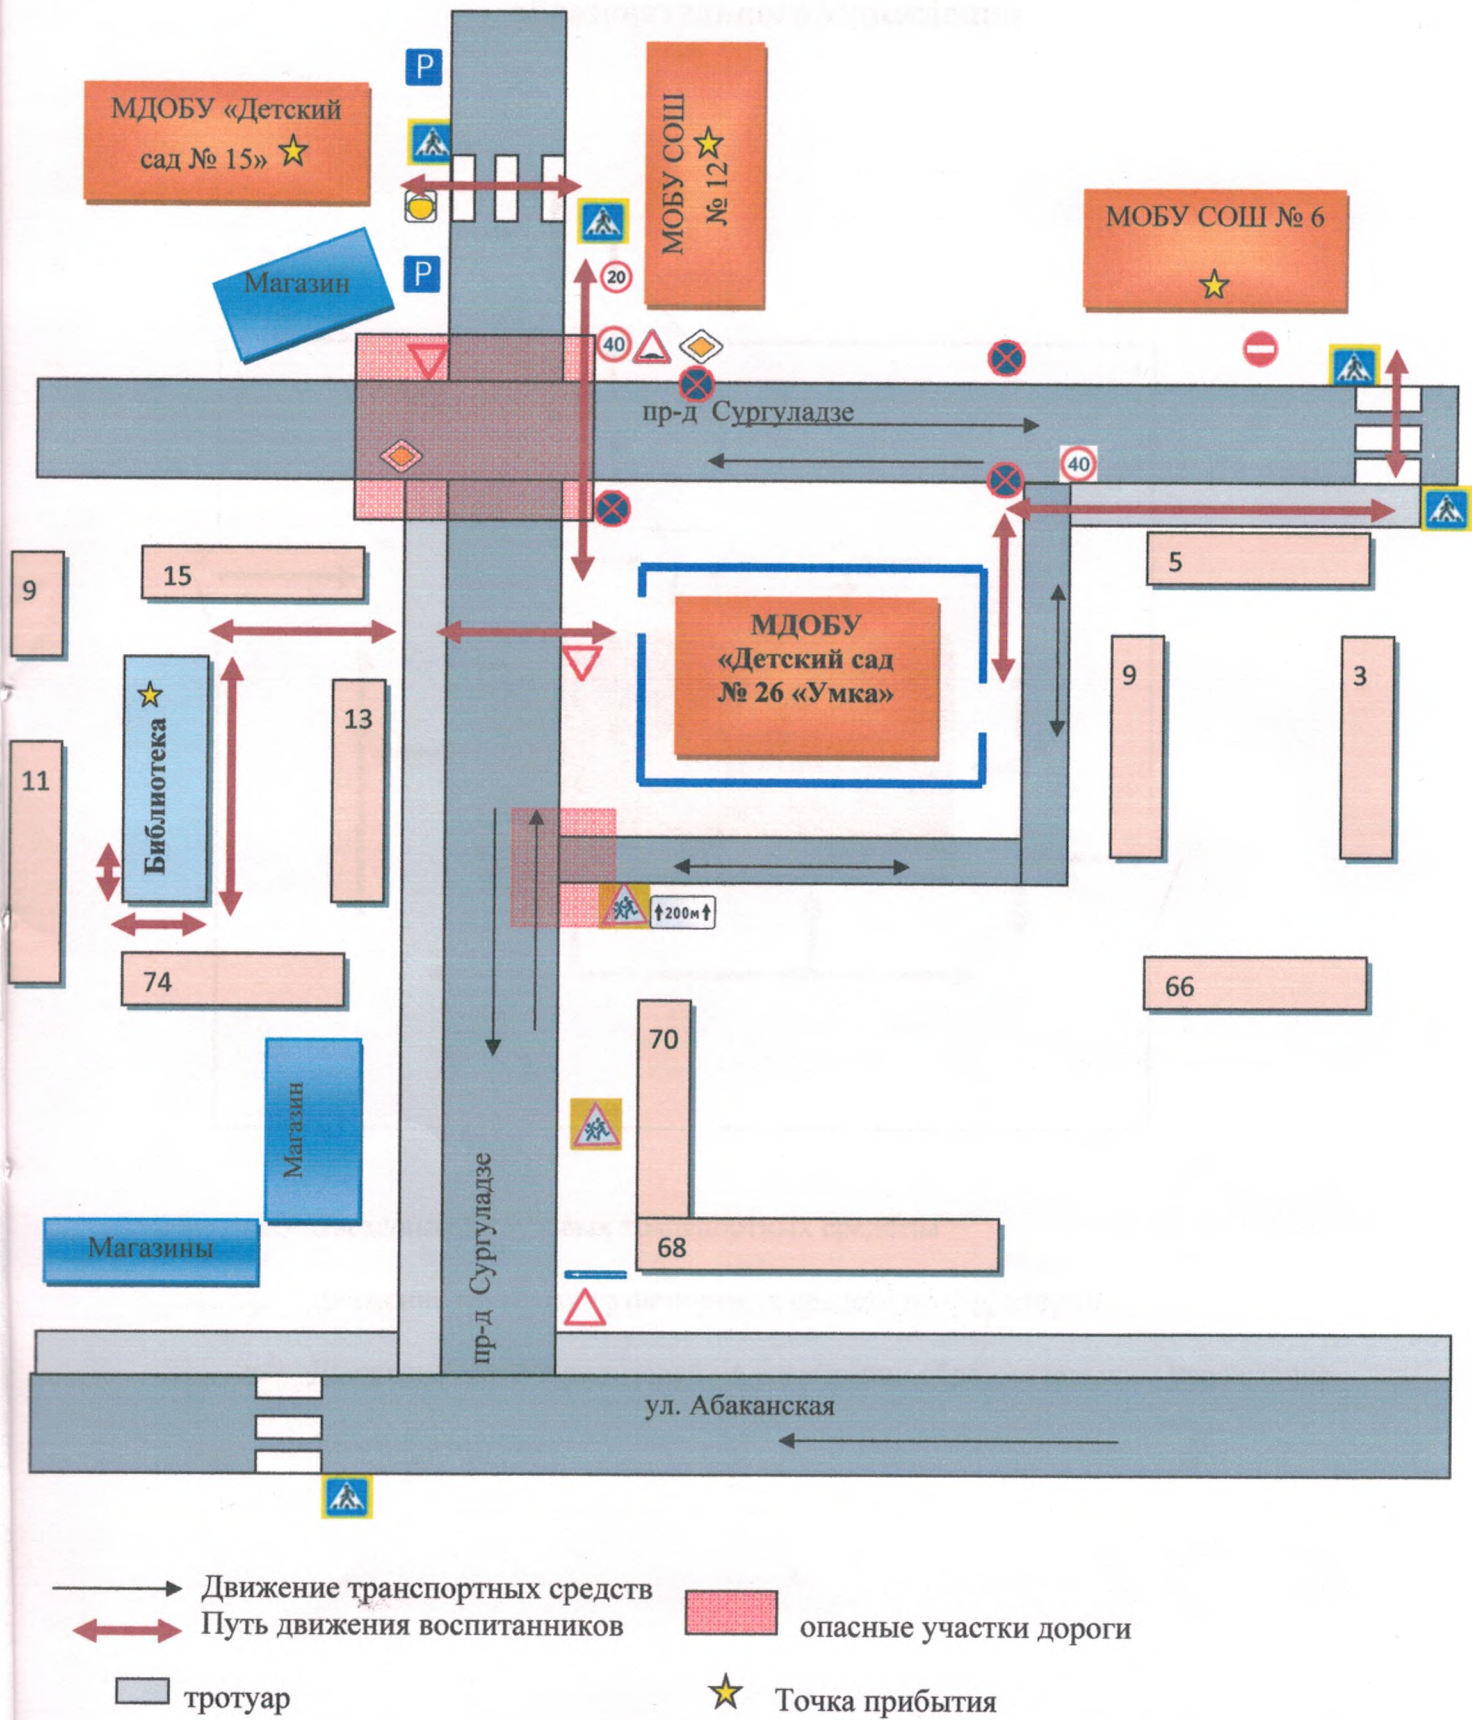 P
МДОБУ «Детский
сад № 15»
МОБУ СОШ
№ 12
МОБУ СОШ № 6
Магазин
P
20
40
пр-д Сургуладзе
40
9
15
5
МДОБУ
«Детский сад
№ 26 «Умка»
9
3
13
Библиотека
11
200м
74
66
70
Магазин
пр-д Сургуладзе
Магазины
68
ул. Абаканская
Движение транспортных средств
Путь движения воспитанников
опасные участки дороги
тротуар
Точка прибытия